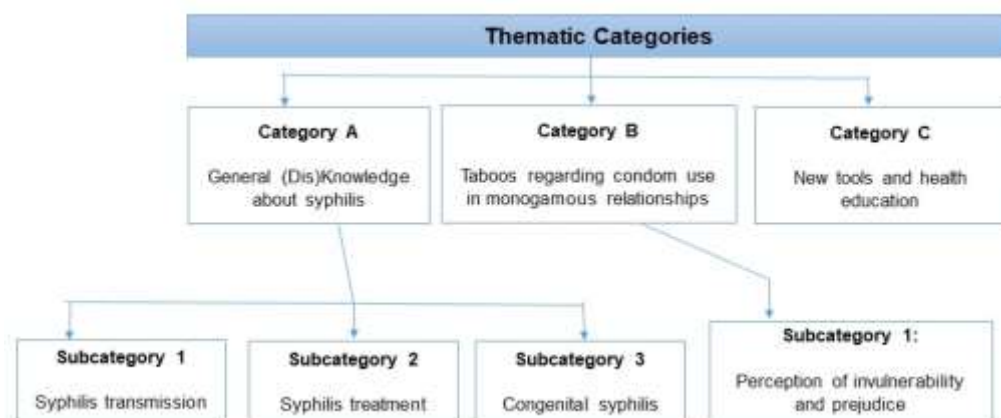 Thematic Categories
Category A
General (Dis)Knowledge
about syphilis
Category B
Taboos regarding condom use
in monogamous relationships
Category C
New tools and health
education
Subcategory 1
Syphilis transmission
Subcategory 2
Syphilis treatment
Subcategory 3
Congenital syphilis
Subcategory 1:
Perception of invulnerability
and prejudice